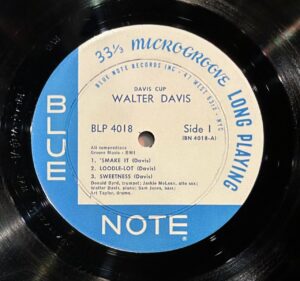 33⅓ MICROGROOVE LONG PLAYING
BLUE NOTE RECORDS INC • 47 WEST 63rd • NYC
DAVIS CUP
WALTER DAVIS
BLP 4018 Side 1
(BN 4018-A)
All compositions
Groove Music - BMI
1. 'SMAKE IT (Davis)
2. LOODLE-LOT (Davis)
3. SWEETNESS (Davis)
Donald Byrd, trumpet; Jackie McLean, alto sax;
Walter Davis, piano; Sam Jones, bass;
Art Taylor, drums.
BLUE
NOTE